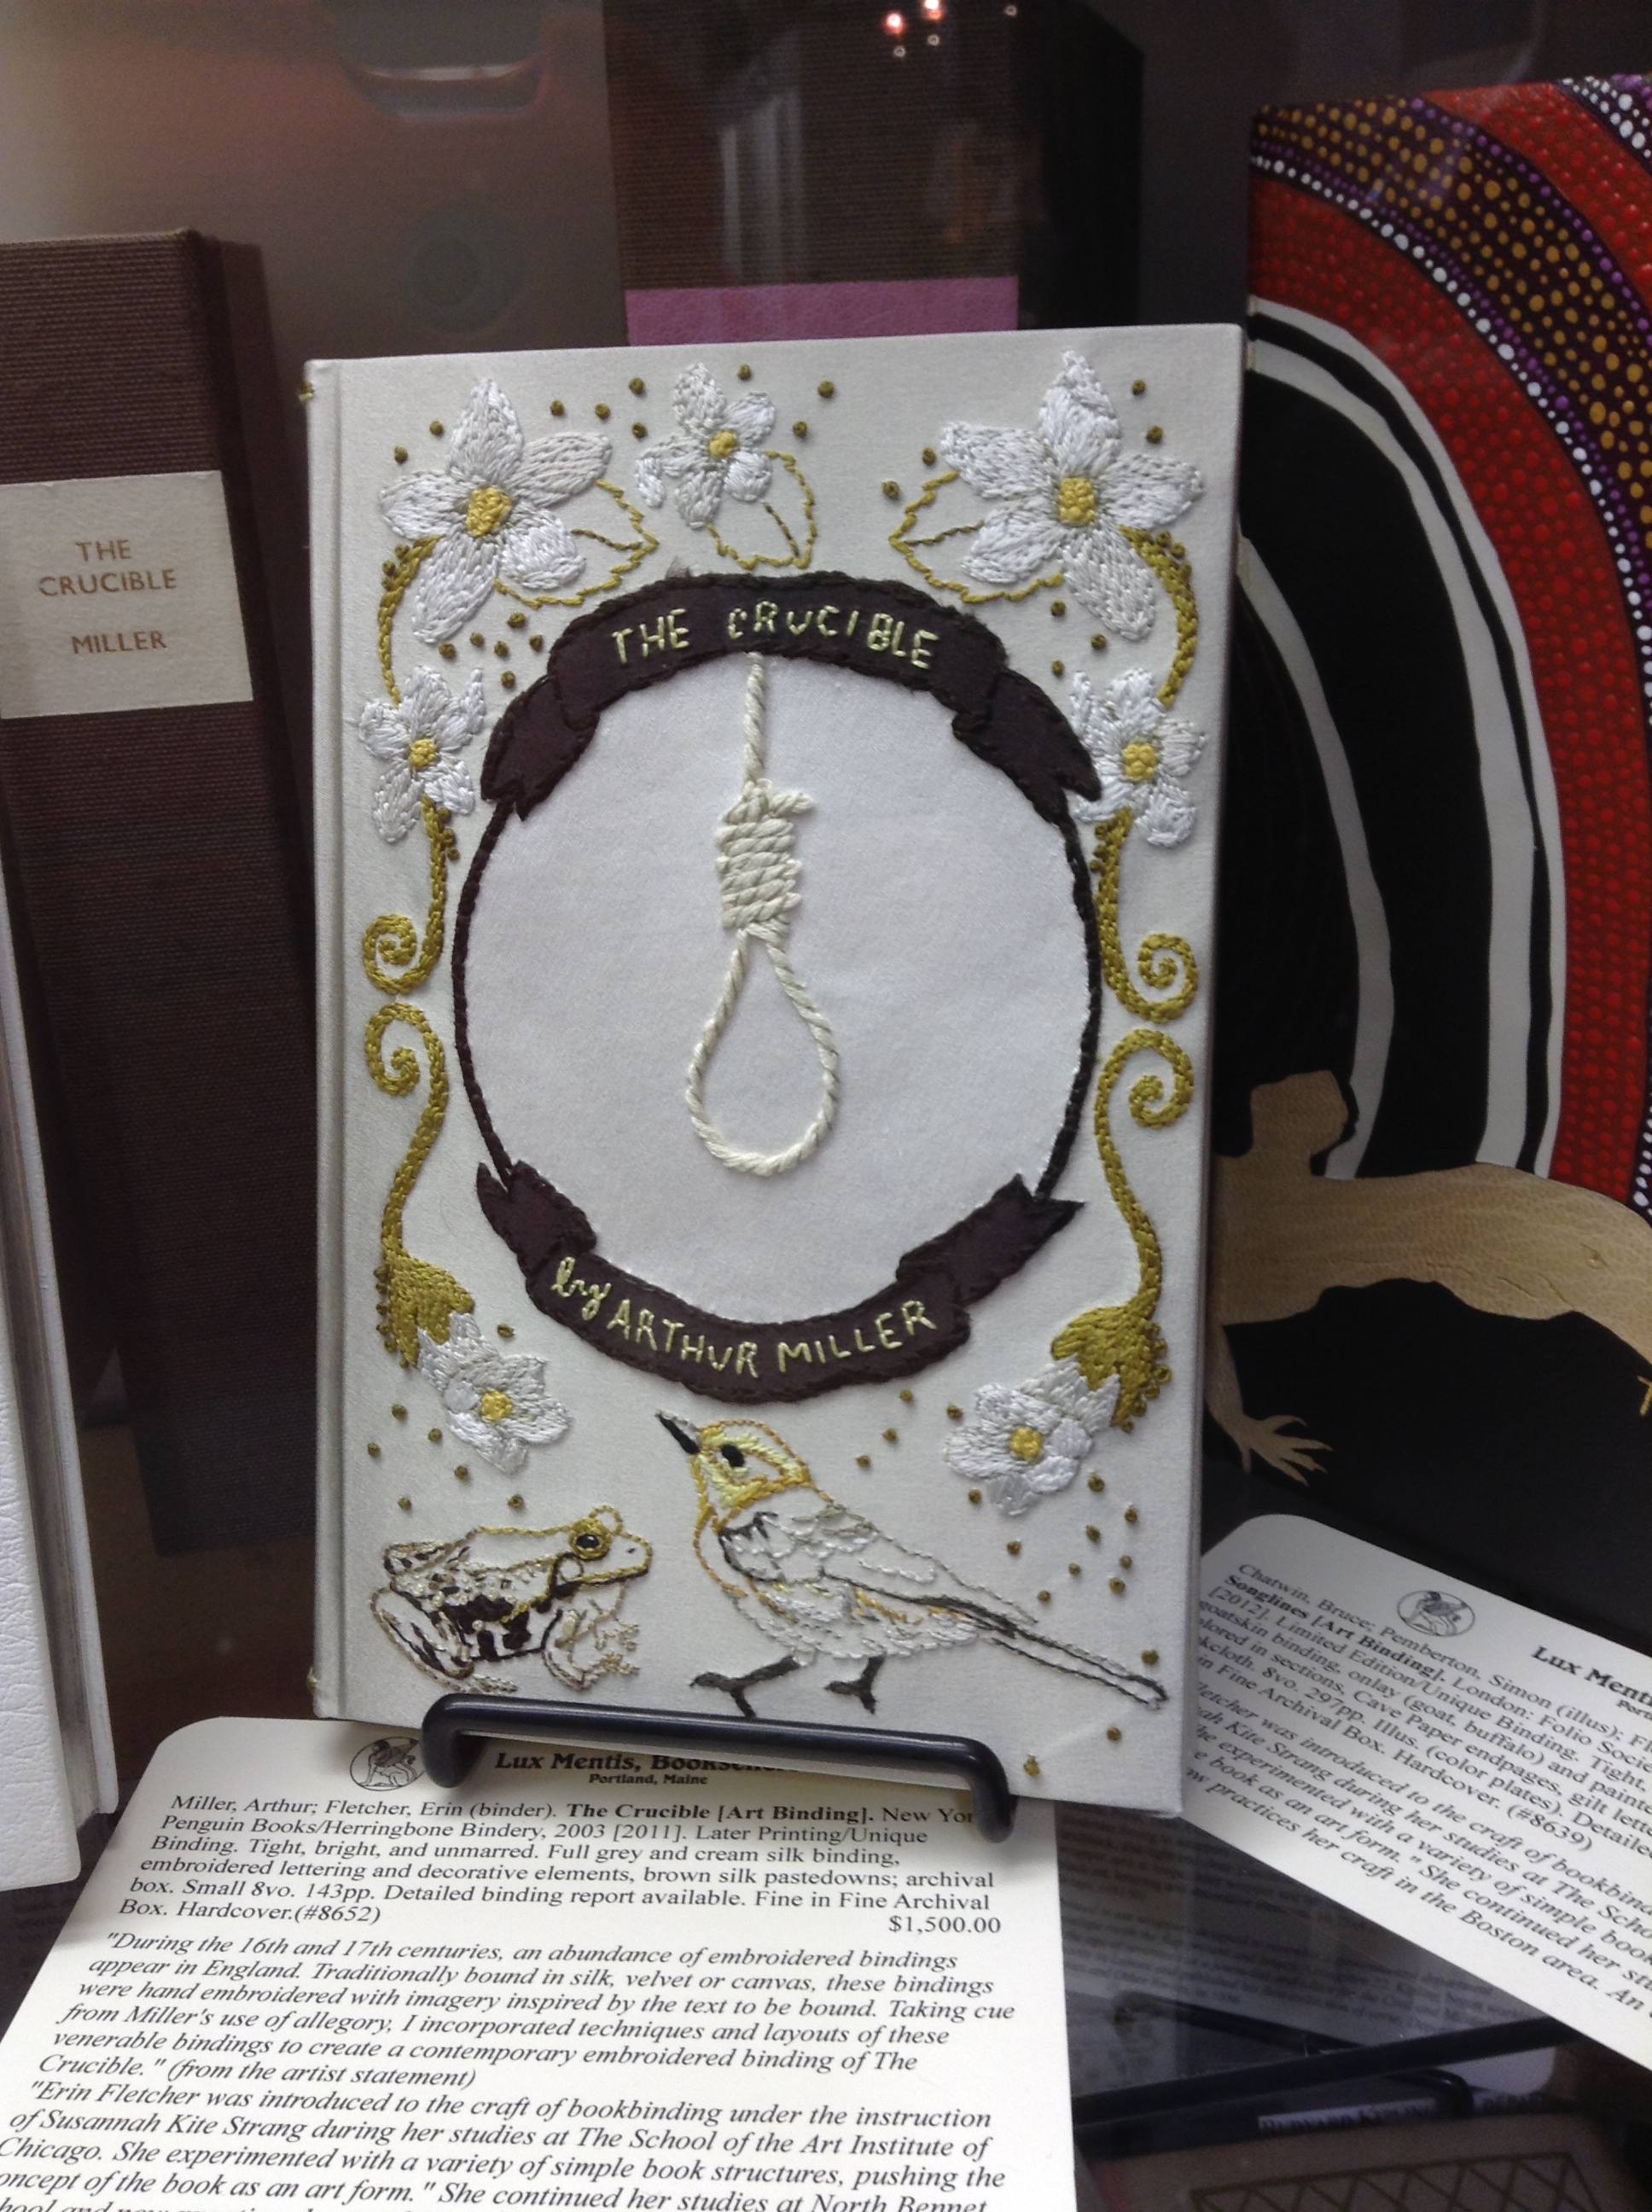 THE
CRUCIBLE
MILLER
THE CRUCIBLE
by ARTHUR MILLER
Lux Mentis,
Portland, Maine
Miller, Arthur; Fletcher, Erin (binder). The Crucible [Art Binding]. New
Penguin Books/Herringbone Bindery, 2003 [2011]. Later Printing/Unique
Binding. Tight, bright, and unmarred. Full grey and cream silk binding,
embroidered lettering and decorative elements, brown silk pastedowns; archival
box. Small 8vo. 143pp. Detailed binding report available. Fine in Fine Archival
Box. Hardcover.(#8652) $1,500.00
"During the 16th and 17th centuries, an abundance of embroidered bindings
appear in England. Traditionally bound in silk, velvet or canvas, these bindings
were hand embroidered with imagery inspired by the text to be bound. Taking cue
from Miller's use of allegory, I incorporated techniques and layouts of these
venerable bindings to create a contemporary embroidered binding of The
Crucible." (from the artist statement)
"Erin Fletcher was introduced to the craft of bookbinding under the instruction
of Susannah Kite Strang during her studies at The School of the Art Institute of
Chicago. She experimented with a variety of simple book structures, pushing the
concept of the book as an art form." She continued her studies at North Bennet
Lux
Chatwin, Bruce; Pemberton, Simon (illus);
Songlines [Art Binding]. London: Folio
[2012]. Limited Edition/Unique Binding. Tight,
goatskin binding, onlay (goat, buffalo) and
in sections, Cave Paper endpages, gilt
8vo. 297pp. Illus. (color plates).
in Fine Archival Box. Hardcover. (#8639)
Fletcher was introduced to the craft of
Kite Strang during her studies at The
experimented with a variety of simple
book as an art form." She continued her
practices her craft in the Boston area. An